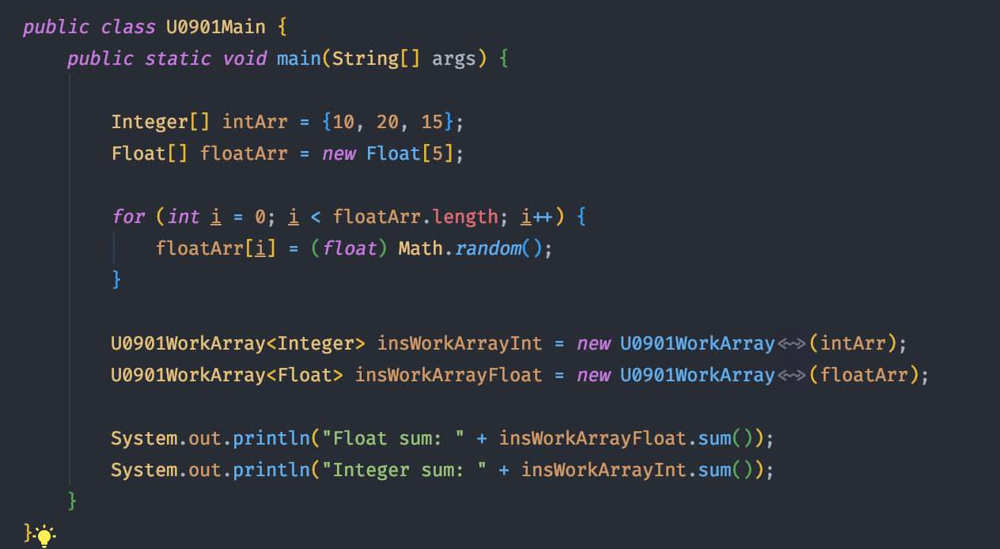 public class U0901Main {
public static void main(String[] args) {
Integer[] intArr = {10, 20, 15};
Float[] floatArr = new Float[5];
for (int i = 0; i < floatArr.length; i++) {
floatArr[i] = (float) Math.random();
}
U0901WorkArray<Integer> insWorkArrayInt = new U0901WorkArray<~>(intArr);
U0901WorkArray<Float> insWorkArrayFloat = new U0901WorkArray<~>(floatArr);
System.out.println("Float sum: " + insWorkArrayFloat.sum());
System.out.println("Integer sum: " + insWorkArrayInt.sum());
}
}